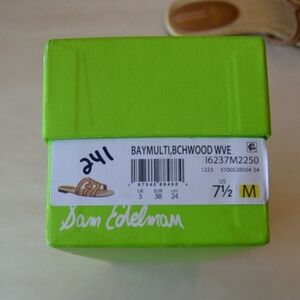 BAYMULTI,BCHWOOD WVE
I6237M2250
1223 5100528564 54
241
UK EUR cm US
5 38 24 7½ M
Sam Edelman